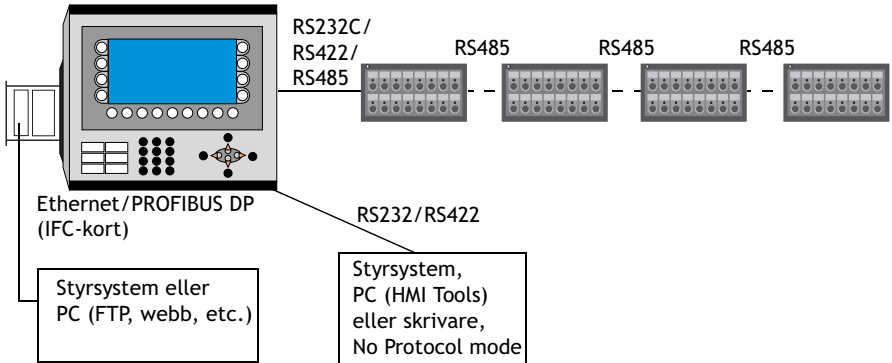 RS232C/
RS422/
RS485
RS485
RS485
RS485
Ethernet/PROFIBUS DP
(IFC-kort)
RS232/RS422
Styrsystem eller
PC (FTP, webb, etc.)
Styrsystem,
PC (HMI Tools)
eller skrivare,
No Protocol mode